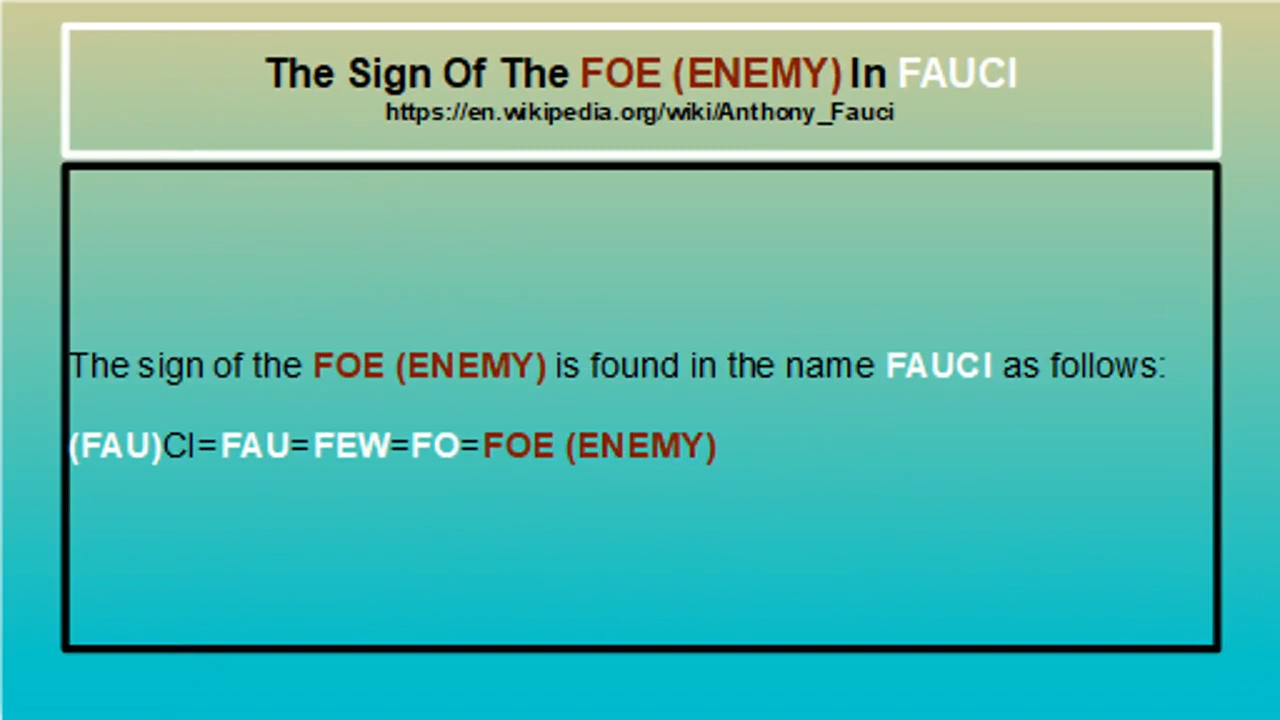 The Sign Of The FOE (ENEMY) In FAUCI
https://en.wikipedia.org/wiki/Anthony_Fauci
The sign of the FOE (ENEMY) is found in the name FAUCI as follows:
(FAU)CI=FAU=FEW=FO=FOE (ENEMY)